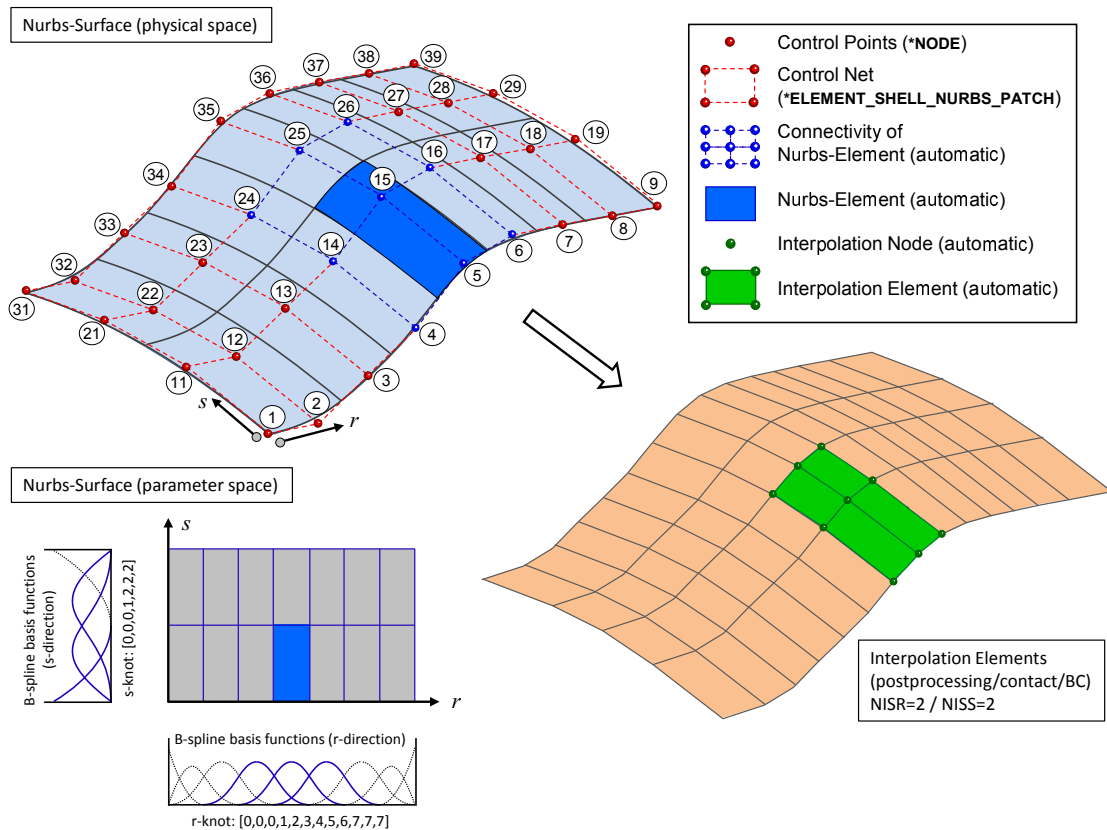 Nurbs-Surface (physical space)
39
38
37
36
29
28
27
26
35
25
19
18
17
16
34
24
15
9
8
7
6
33
23
14
5
32
22
13
4
31
21
12
3
11
2
1
s
r
Control Points (*NODE)
Control Net
(*ELEMENT_SHELL_NURBS_PATCH)
Connectivity of
Nurbs-Element (automatic)
Nurbs-Element (automatic)
Interpolation Node (automatic)
Interpolation Element (automatic)
Nurbs-Surface (parameter space)
s
r
B-spline basis functions
(s-direction)
s-knot: [0,0,0,1,2,2,2]
B-spline basis functions (r-direction)
r-knot: [0,0,0,1,2,3,4,5,6,7,7,7]
Interpolation Elements
(postprocessing/contact/BC)
NISR=2 / NISS=2